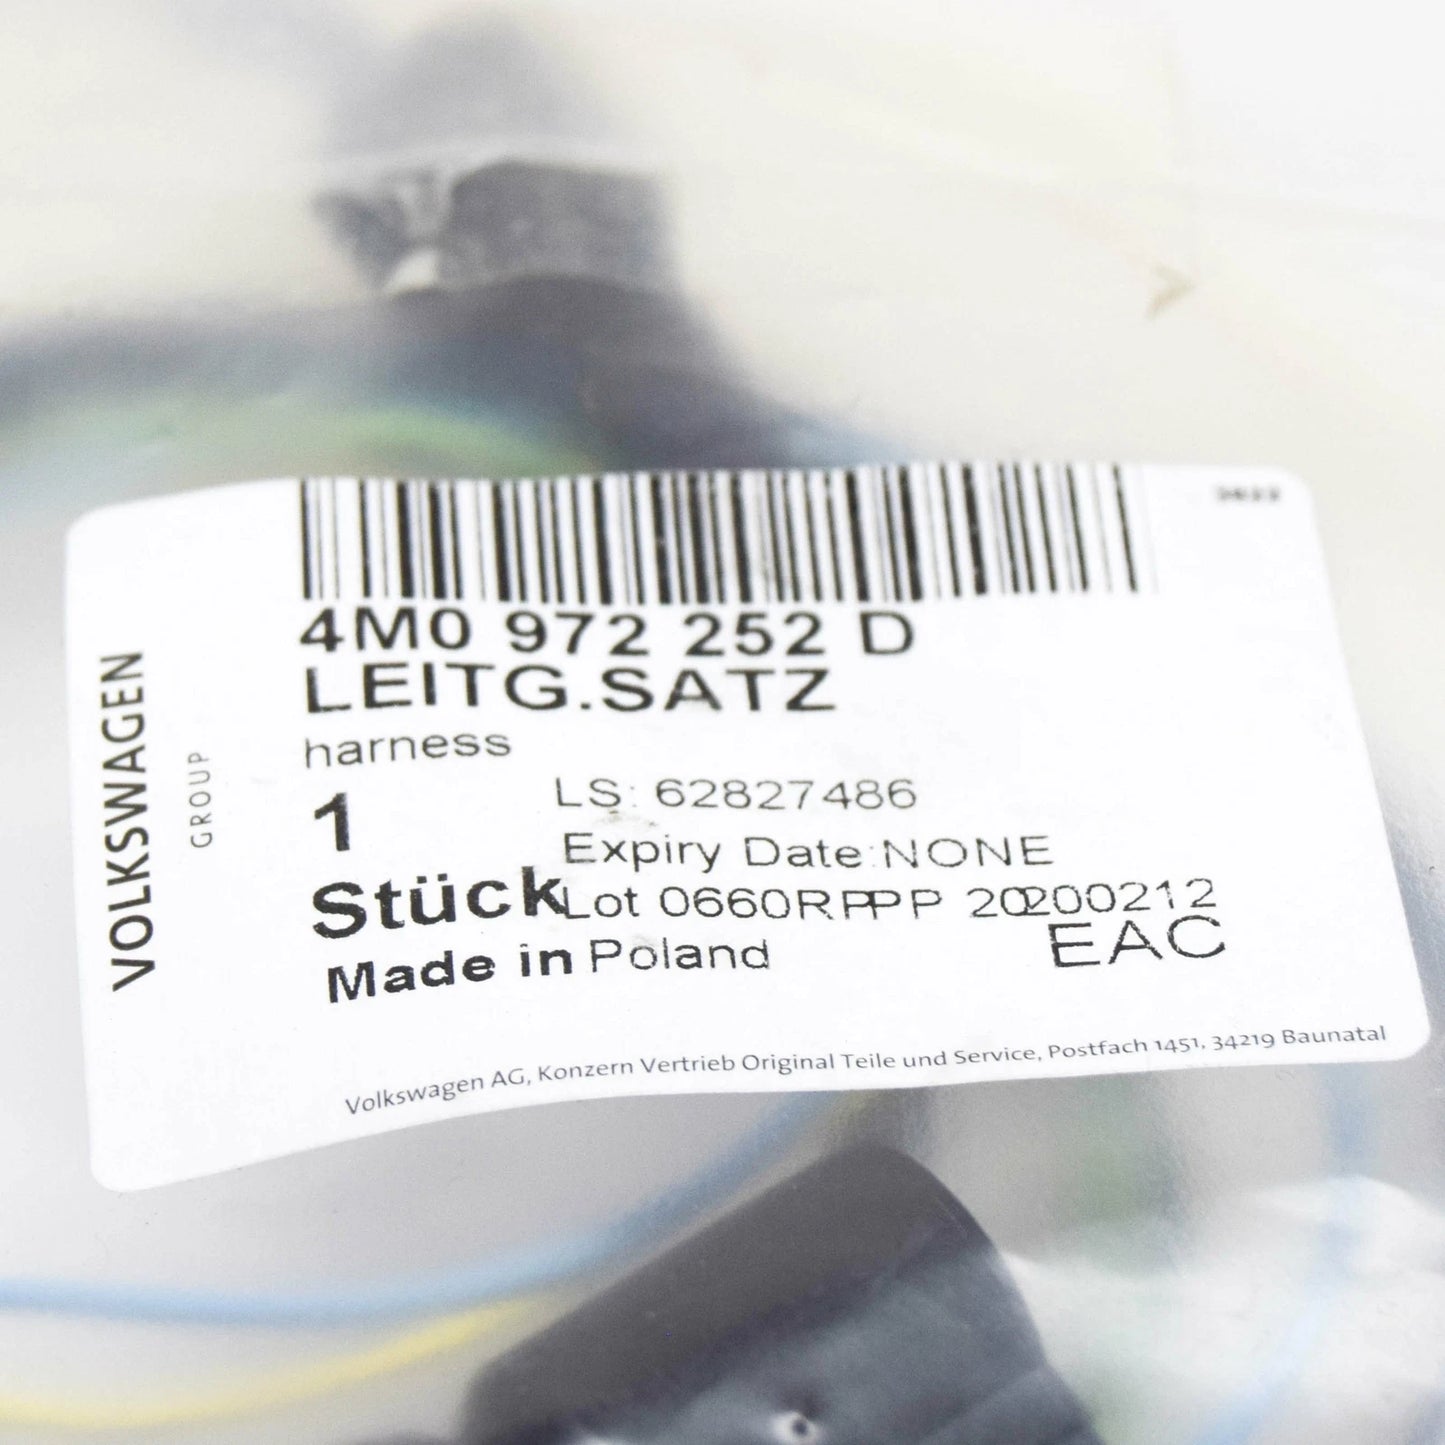 4M0 972 252 D
LEITG.SATZ
harness
1
LS: 62827486
Expiry Date:NONE
Stück
Lot 0660RPPPP 20200212
Made in Poland
EAC
Volkswagen AG, Konzern Vertrieb Original Teile und Service, Postfach 1451, 34219 Baunatal
VOLKSWAGEN
GROUP